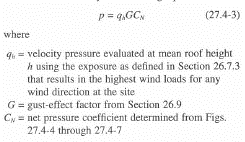 p = qₕGC_N (27.4-3)
where
qₕ = velocity pressure evaluated at mean roof height
h using the exposure as defined in Section 26.7.3
that results in the highest wind loads for any
wind direction at the site
G = gust-effect factor from Section 26.9
C_N = net pressure coefficient determined from Figs.
27.4-4 through 27.4-7